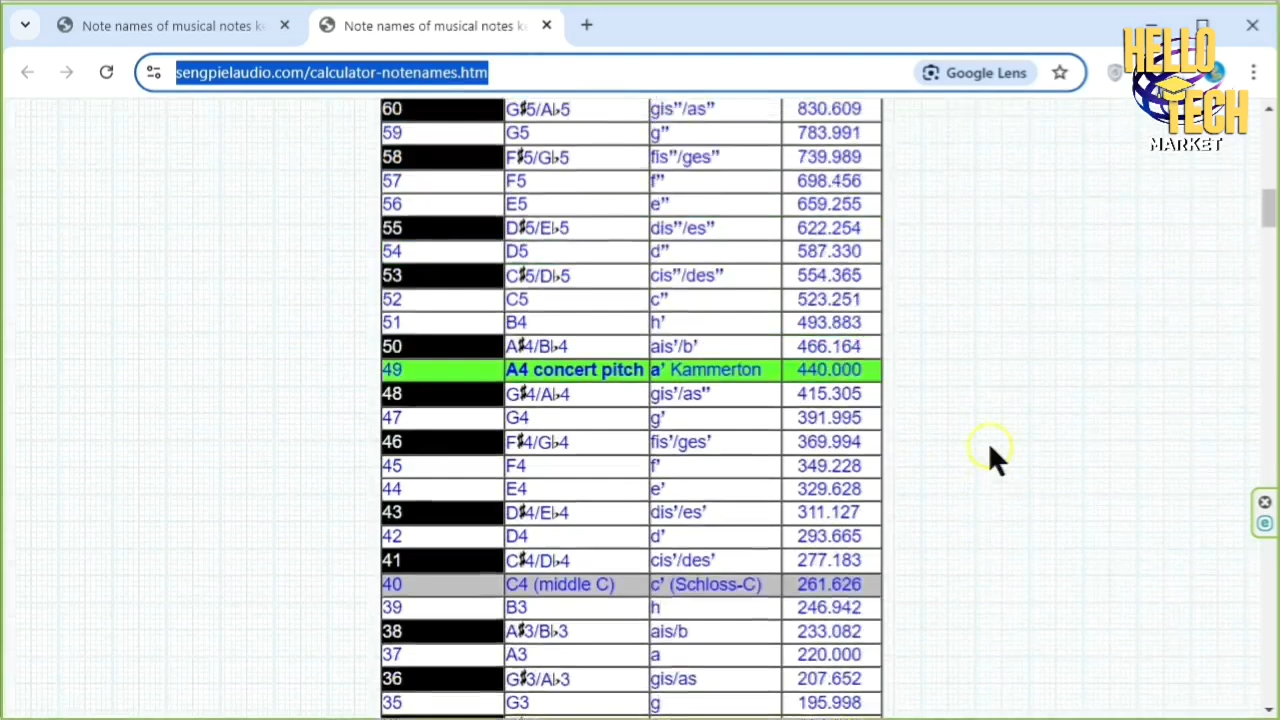 Note names of musical notes ke
Note names of musical notes ke
sengpielaudio.com/calculator-notenames.htm
Google Lens
HELLO
TECH
MARKET
60 G♯5/A♭5 gis”/as” 830.609
59 G5 g” 783.991
58 F♯5/G♭5 fis”/ges” 739.989
57 F5 f” 698.456
56 E5 e” 659.255
55 D♯5/E♭5 dis”/es” 622.254
54 D5 d” 587.330
53 C♯5/D♭5 cis”/des” 554.365
52 C5 c” 523.251
51 B4 h’ 493.883
50 A♯4/B♭4 ais’/b’ 466.164
49 A4 concert pitch a’ Kammerton 440.000
48 G♯4/A♭4 gis’/as” 415.305
47 G4 g’ 391.995
46 F♯4/G♭4 fis’/ges’ 369.994
45 F4 f’ 349.228
44 E4 e’ 329.628
43 D♯4/E♭4 dis’/es’ 311.127
42 D4 d’ 293.665
41 C♯4/D♭4 cis’/des’ 277.183
40 C4 (middle C) c’ (Schloss-C) 261.626
39 B3 h 246.942
38 A♯3/B♭3 ais/b 233.082
37 A3 a 220.000
36 G♯3/A♭3 gis/as 207.652
35 G3 g 195.998